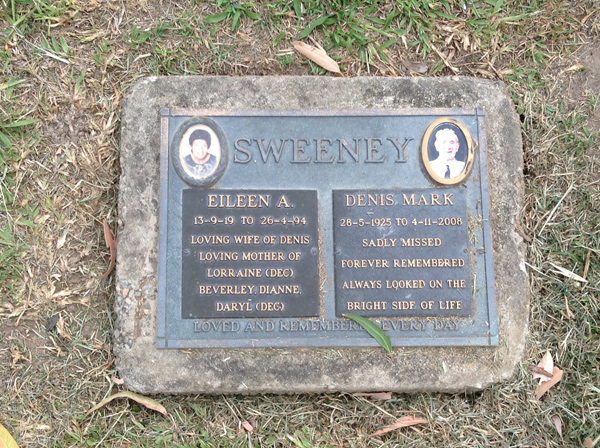 SWEENEY
EILEEN A.
13-9-19 TO 26-4-94
LOVING WIFE OF DENIS
LOVING MOTHER OF
LORRAINE (DEC)
BEVERLEY, DIANNE,
DARYL (DEC)
DENIS MARK
28-5-1925 TO 4-11-2008
SADLY MISSED
FOREVER REMEMBERED
ALWAYS LOOKED ON THE
BRIGHT SIDE OF LIFE
LOVED AND REMEMBERED EVERY DAY